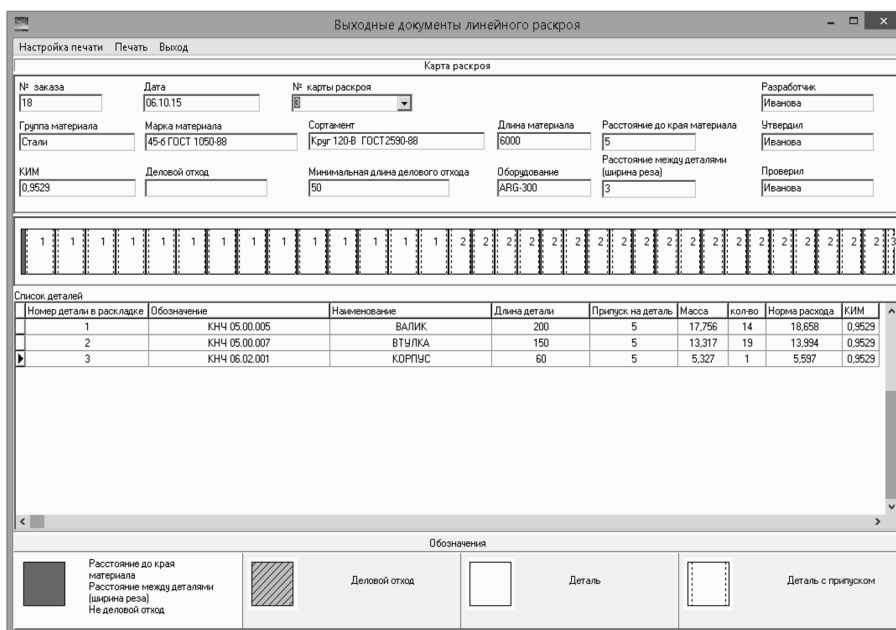 Выходные документы линейного раскроя
Настройка печати Печать Выход
Карта раскроя
№ заказа Дата № карты раскроя Разработчик
18 06.10.15 3 Иванова
Группа материала Марка материала Сортамент Длина материала Расстояние до края материала Утвердил
Стали 45-б ГОСТ 1050-88 Круг 120-В ГОСТ2590-88 6000 5 Иванова
КИМ Деловой отход Минимальная длина делового отхода Оборудование Расстояние между деталями (ширина реза) Проверил
0,9529 50 ARG-300 3 Иванова
1 1 1 1 1 1 1 1 1 1 1 1 1 1 2 2 2 2 2 2 2 2 2 2 2 2 2 2 2 2 2 2 2 3
Список деталей
Номер детали в раскладке Обозначение Наименование Длина детали Припуск на деталь Масса кол-во Норма расхода КИМ
1 КНЧ 05.00.005 ВАЛИК 200 5 17,756 14 18,658 0,9529
2 КНЧ 05.00.007 ВТУЛКА 150 5 13,317 19 13,994 0,9529
3 КНЧ 06.02.001 КОРПУС 60 5 5,327 1 5,597 0,9529
Обозначения
Расстояние до края
материала
Расстояние между деталями
(ширина реза)
Не деловой отход
Деловой отход
Деталь
Деталь с припуском